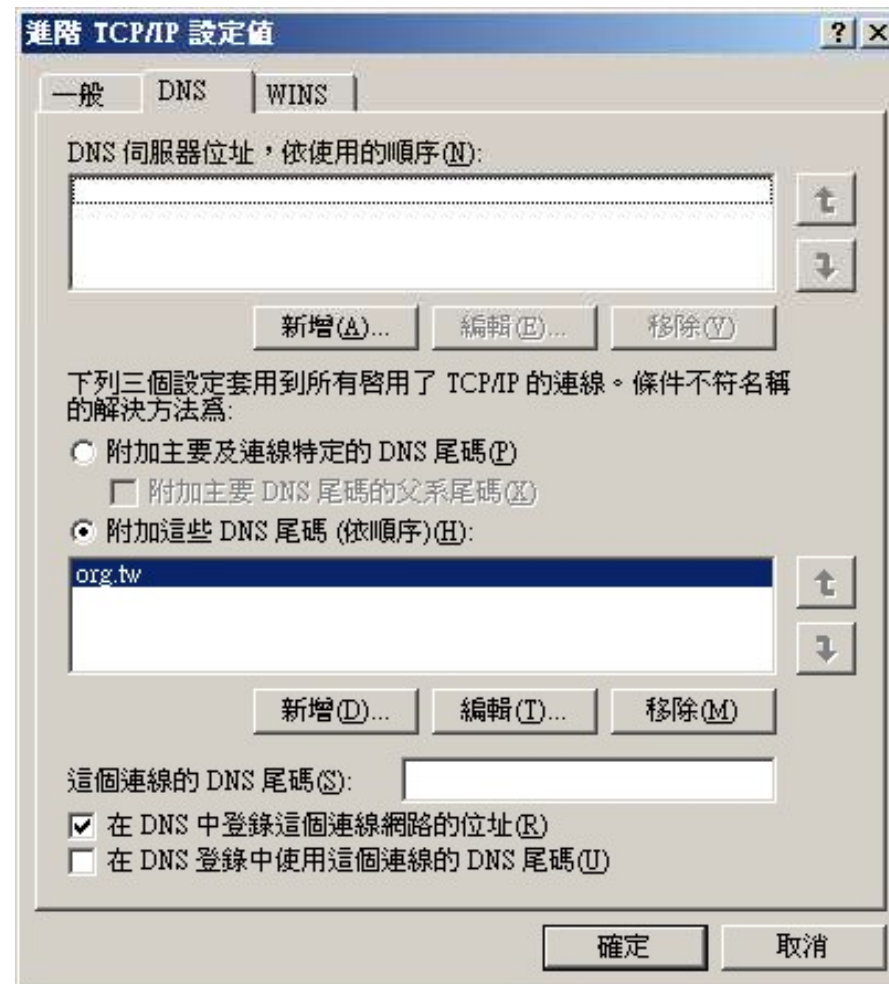 進階 TCP/IP 設定值
一般 DNS WINS
DNS 伺服器位址，依使用的順序(N):
新增(A)... 編輯(E)... 移除(V)
下列三個設定套用到所有啓用了 TCP/IP 的連線。條件不符名稱
的解決方法爲:
附加主要及連線特定的 DNS 尾碼(P)
附加主要 DNS 尾碼的父系尾碼(X)
附加這些 DNS 尾碼 (依順序)(H):
org.tw
新增(D)... 編輯(T)... 移除(M)
這個連線的 DNS 尾碼(S):
在 DNS 中登錄這個連線網路的位址(R)
在 DNS 登錄中使用這個連線的 DNS 尾碼(U)
確定 取消